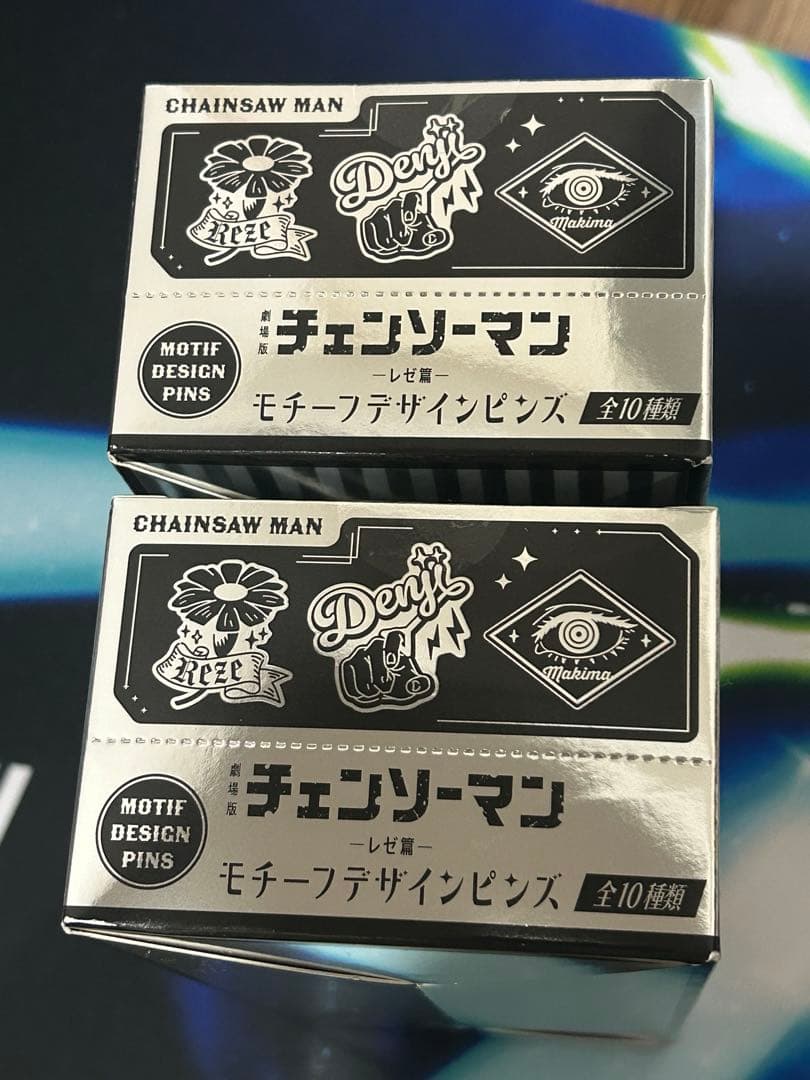 CHAINSAW MAN
Reze
Denji
Makima
MOTIF
DESIGN
PINS
劇場版
チェンソーマン
―レゼ篇―
モチーフデザインピンズ
全10種類
CHAINSAW MAN
Reze
Denji
Makima
MOTIF
DESIGN
PINS
劇場版
チェンソーマン
―レゼ篇―
モチーフデザインピンズ
全10種類